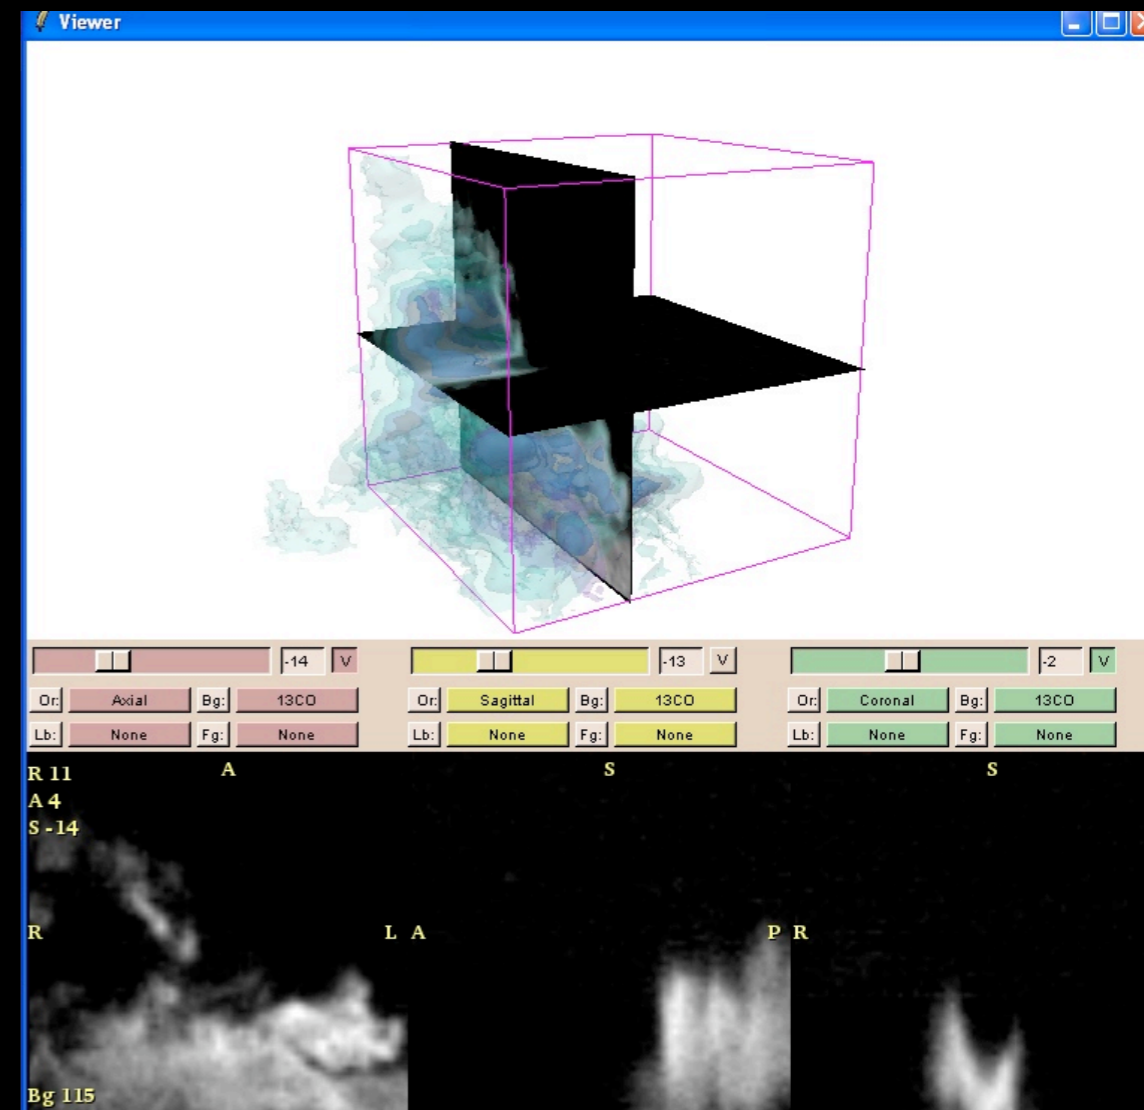 Viewer
-14 V -13 V -2 V
Or: Axial Bg: 13CO Or: Sagittal Bg: 13CO Or: Coronal Bg: 13CO
Lb: None Fg: None Lb: None Fg: None Lb: None Fg: None
R 11 A S S
A 4
S -14
R L A P R
Bg 115